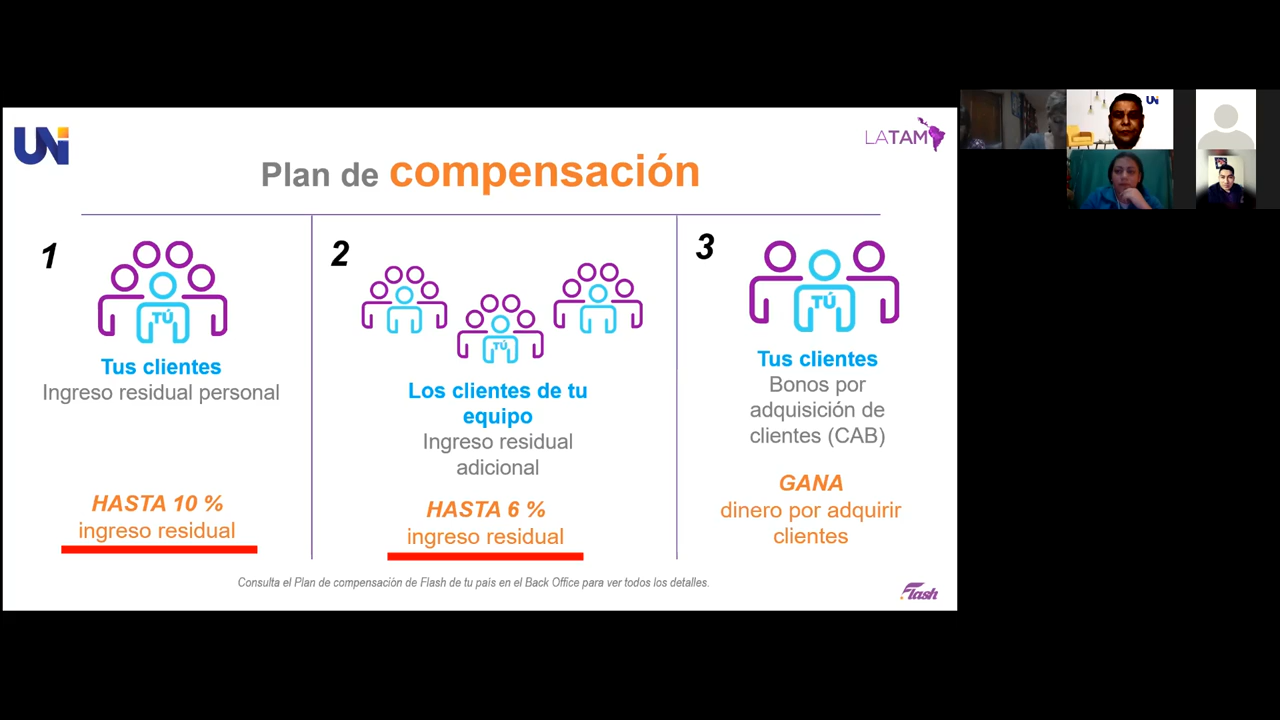 UNi
LATAM
Plan de compensación
1
TÚ
Tus clientes
Ingreso residual personal
HASTA 10 %
ingreso residual
2
TÚ
Los clientes de tu
equipo
Ingreso residual
adicional
HASTA 6 %
ingreso residual
3
TÚ
Tus clientes
Bonos por
adquisición de
clientes (CAB)
GANA
dinero por adquirir
clientes
Consulta el Plan de compensación de Flash de tu país en el Back Office para ver todos los detalles.
Flash
UNi